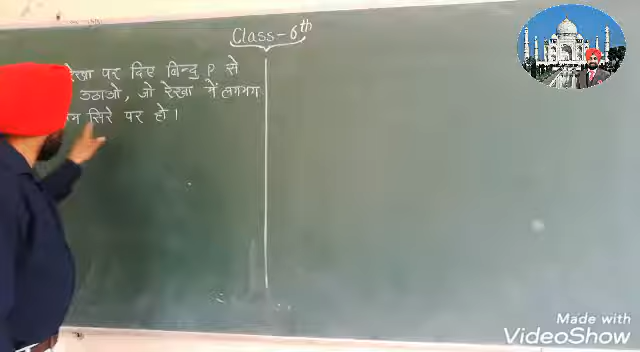 Class-6th
रेखा पर दिए बिन्दु P से
उठाओ, जो रेखा में लगभग
सिरे पर हो।
Made with
VideoShow